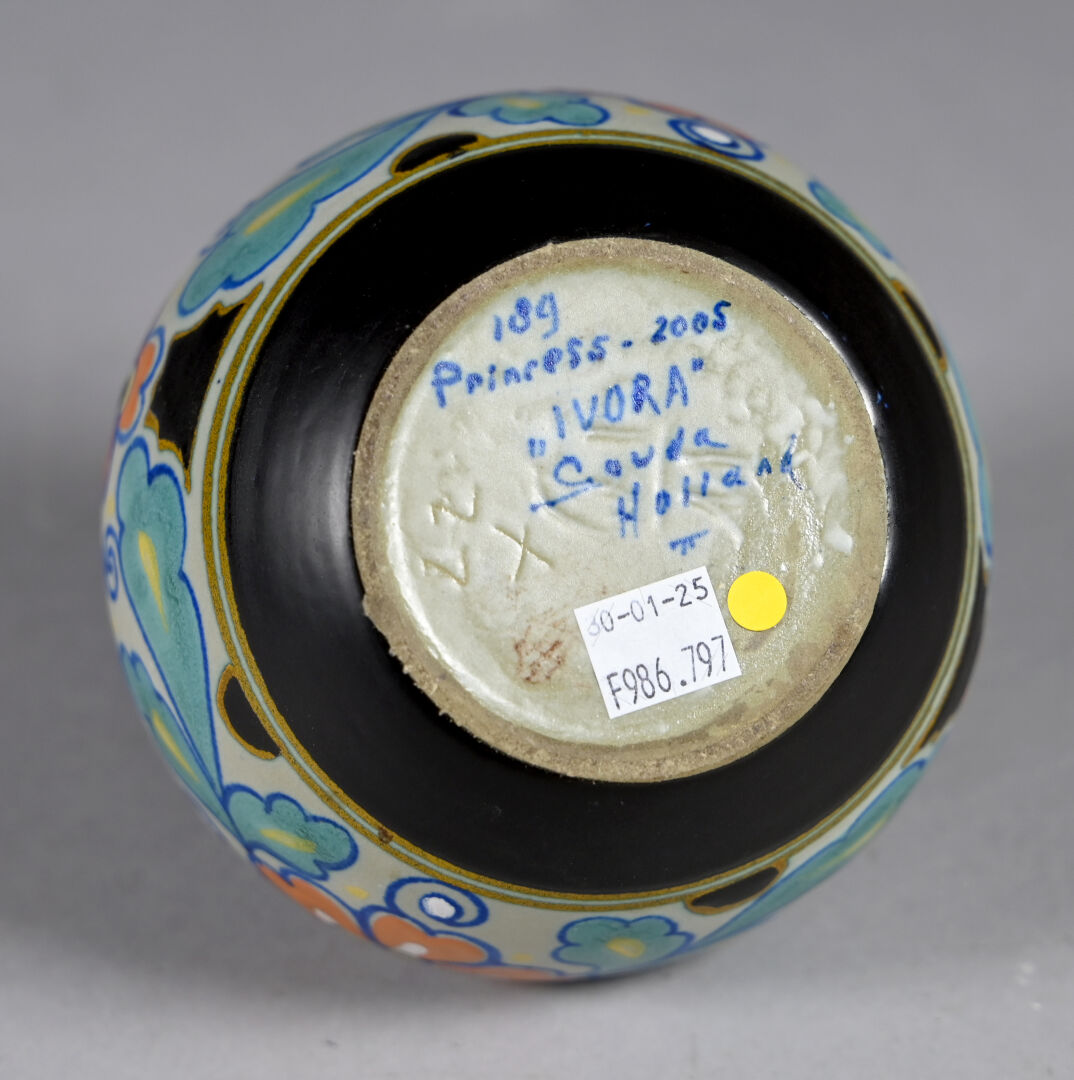 189
Princess. 2005
"IVORA"
Gouda
Holland
30-01-25
F986.797